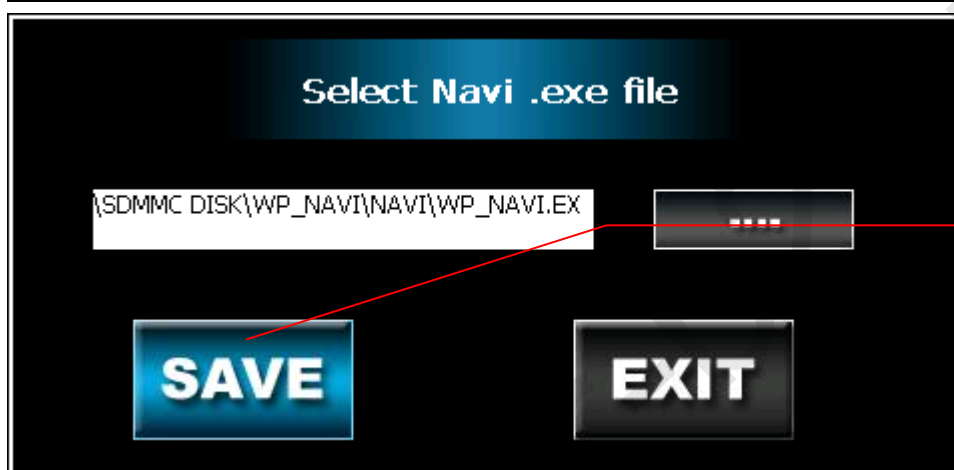 Select Navi .exe file
\SDMMC DISK\WP_NAVI\NAVI\WP_NAVI.EX
....
SAVE
EXIT